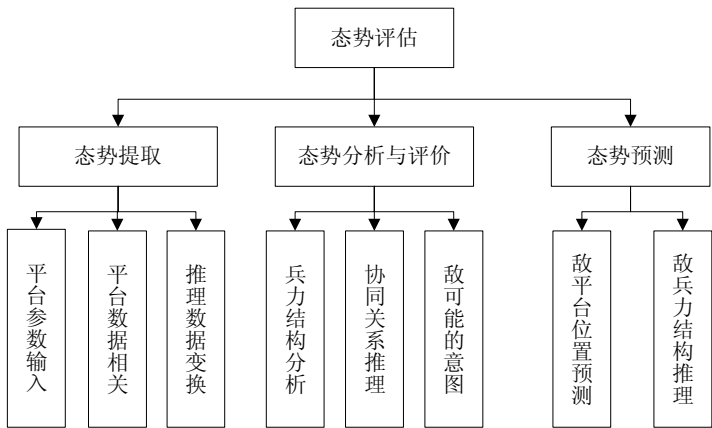 态势评估
态势提取
态势分析与评价
态势预测
平台参数输入
平台数据相关
推理数据变换
兵力结构分析
协同关系推理
敌可能的意图
敌平台位置预测
敌兵力结构推理